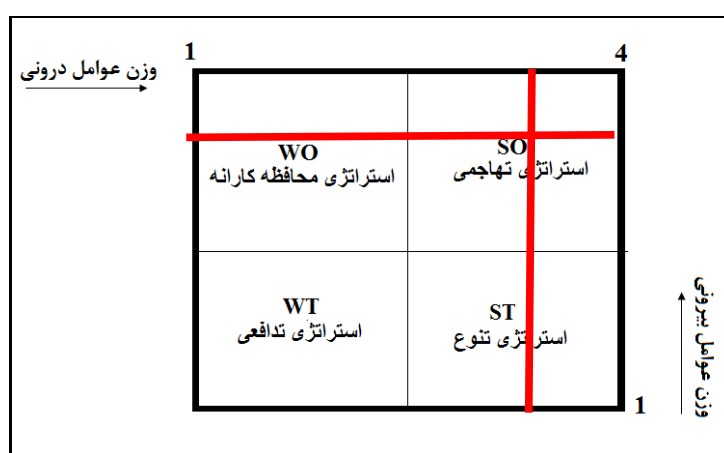 1
4
وزن عوامل درونی
WO
استراتژی محافظه کارانه
SO
استراتژی تهاجمی
WT
استراتژی تدافعی
ST
استراتژی تنوع
وزن عوامل بیرونی
1